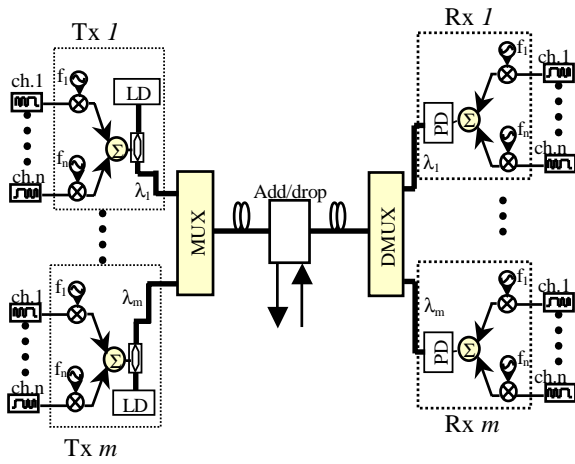 Tx 1
ch.1
f1
LD
fn
Σ
ch.n
λ1
MUX
Add/drop
DMUX
Rx 1
f1
ch.1
PD
Σ
fn
λ1
ch.n
ch.1
f1
λm
fn
Σ
ch.n
LD
Tx m
λm
f1
ch.1
PD
Σ
fn
ch.n
Rx m